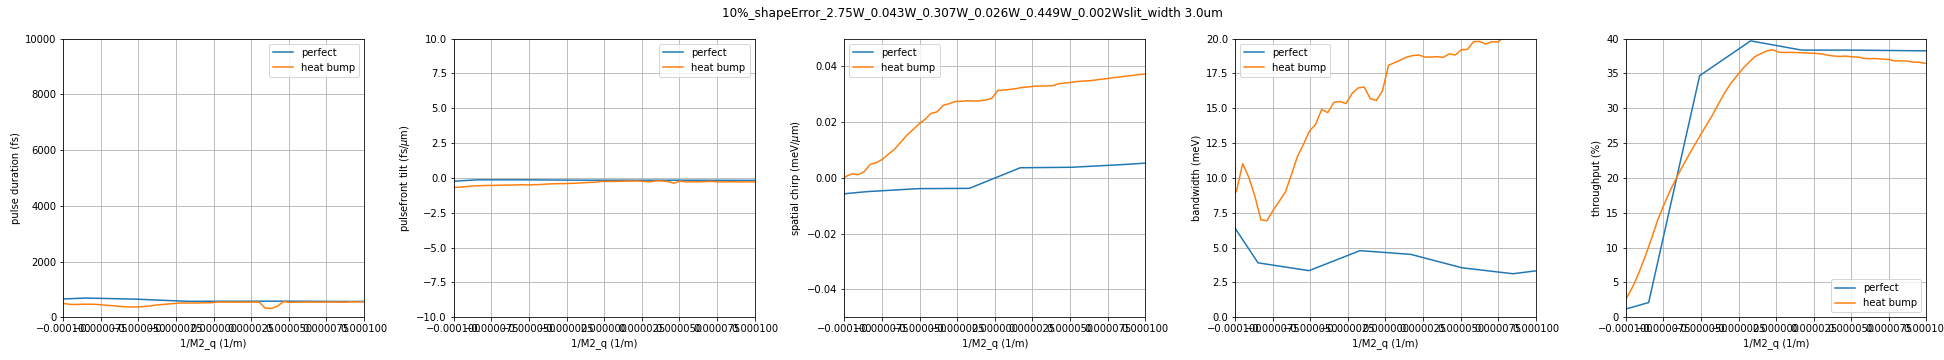 10%_shapeError_2.75W_0.043W_0.307W_0.026W_0.449W_0.002Wslit_width 3.0um
pulse duration (fs)
10000
8000
6000
4000
2000
0
perfect
heat bump
1/M2_q (1/m)
pulsefront tilt (fs/μm)
10.0
7.5
5.0
2.5
0.0
−2.5
−5.0
−7.5
−10.0
perfect
heat bump
1/M2_q (1/m)
spatial chirp (meV/μm)
0.04
0.02
0.00
−0.02
−0.04
perfect
heat bump
1/M2_q (1/m)
bandwidth (meV)
20.0
17.5
15.0
12.5
10.0
7.5
5.0
2.5
0.0
perfect
heat bump
1/M2_q (1/m)
throughput (%)
40
35
30
25
20
15
10
5
0
perfect
heat bump
1/M2_q (1/m)